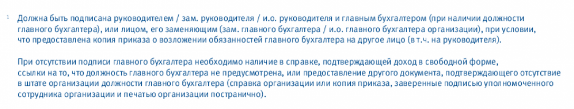 1 Должна быть подписана руководителем / зам. руководителя / и.о. руководителя и главным бухгалтером (при наличии должности
главного бухгалтера), или лицом, его заменяющим (зам. главного бухгалтера / и.о. главного бухгалтера организации), при условии,
что предоставлена копия приказа о возложении обязанностей главного бухгалтера на другое лицо (в т.ч. на руководителя).
При отсутствии подписи главного бухгалтера необходимо наличие в справке, подтверждающей доход в свободной форме,
ссылки на то, что должность главного бухгалтера не предусмотрена, или предоставление другого документа, подтверждающего отсутствие
в штате организации должности главного бухгалтера (справка организации или копия приказа, заверенные подписью уполномоченного
сотрудника организации и печатью организации постранично).